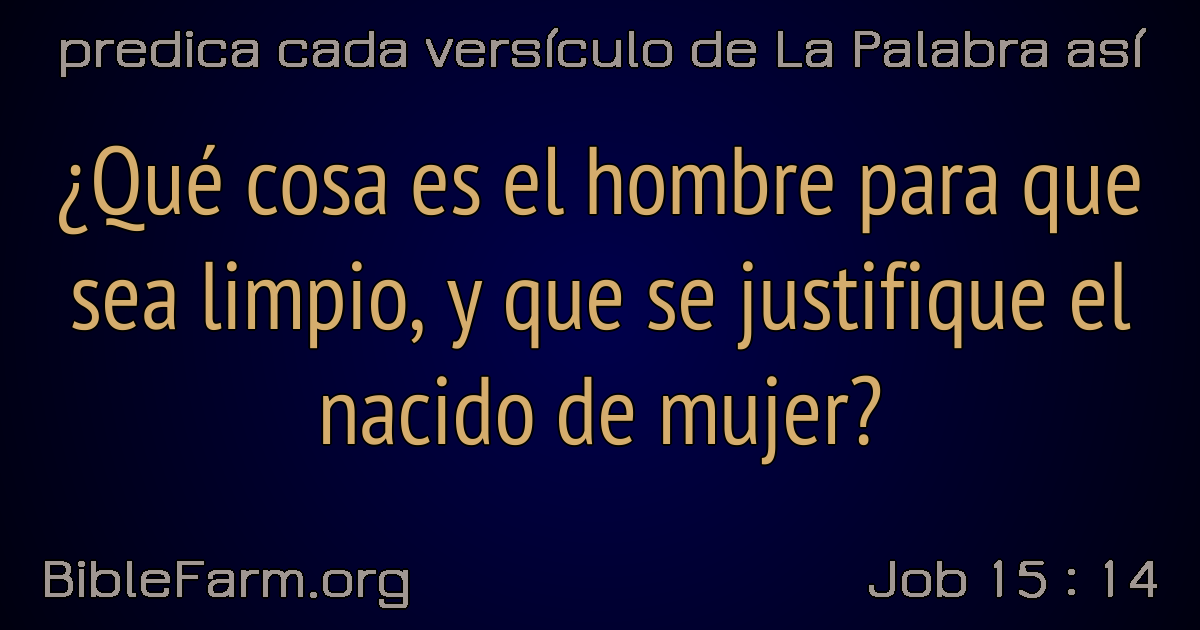 predica cada versículo de La Palabra así
¿Qué cosa es el hombre para que
sea limpio, y que se justifique el
nacido de mujer?
BibleFarm.org
Job 15 : 14